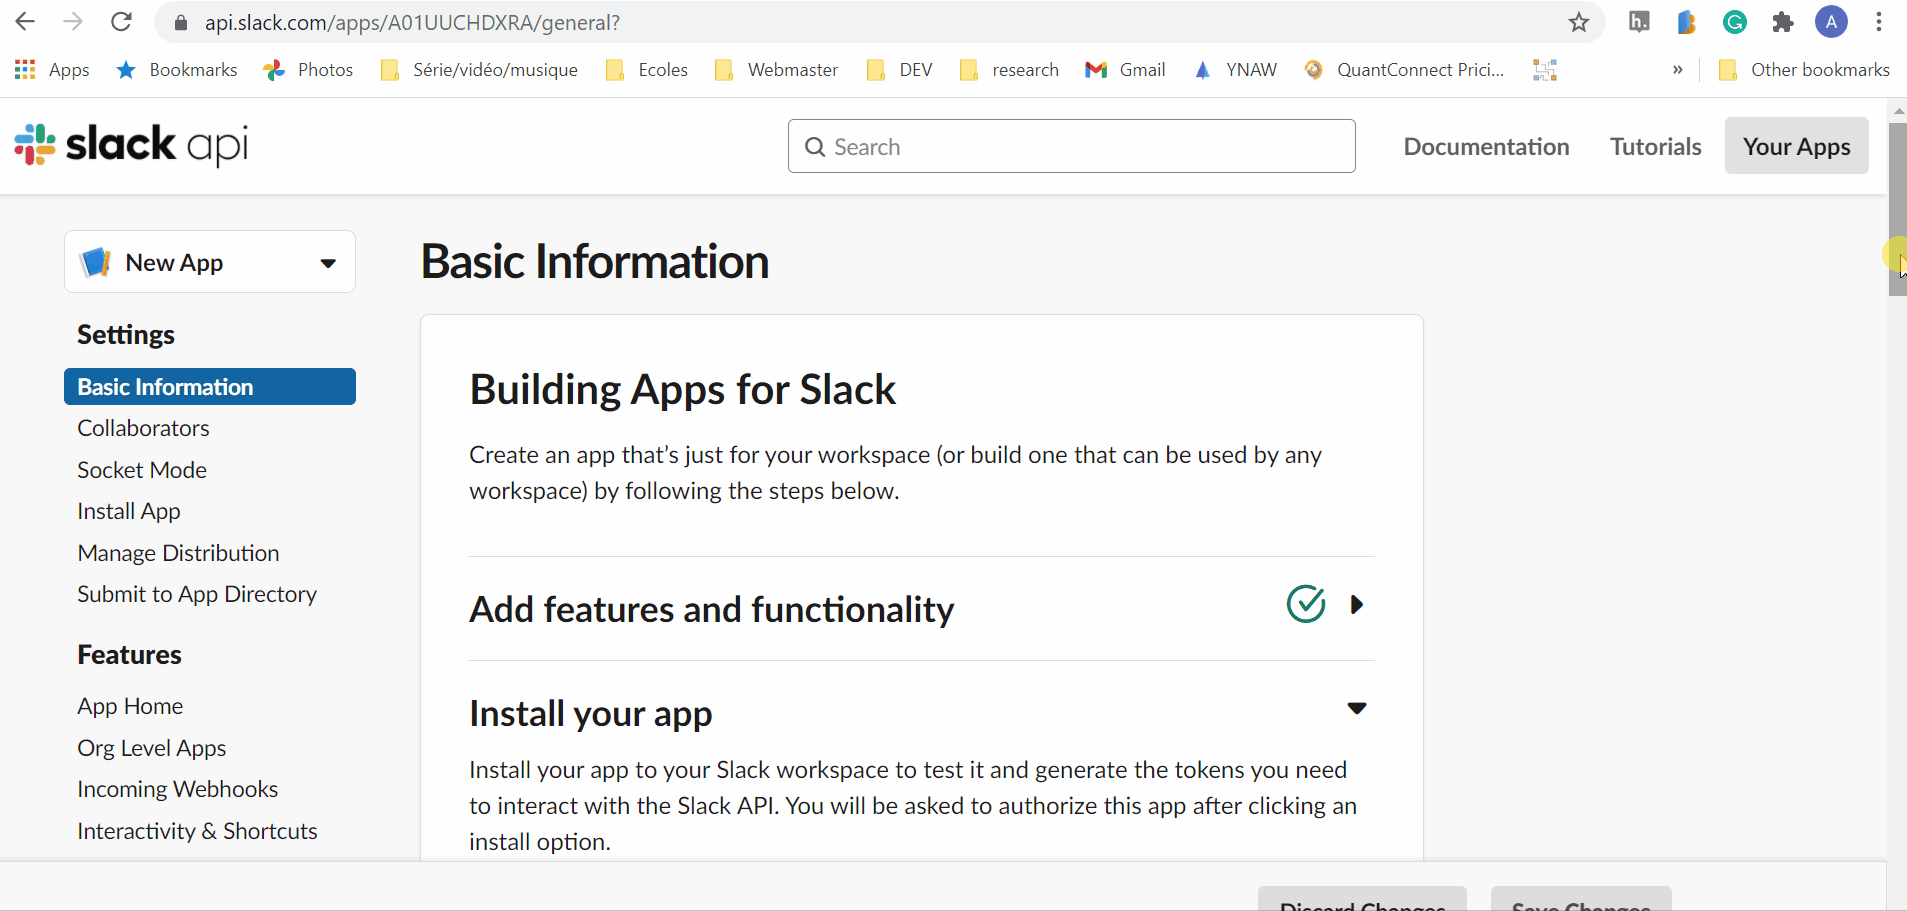 api.slack.com/apps/A01UUCHDXRA/general?
h.
A
Apps
Bookmarks
Photos
Série/vidéo/musique
Ecoles
Webmaster
DEV
research
Gmail
YNAW
QuantConnect Prici...
»
Other bookmarks
slack api
Search
Documentation
Tutorials
Your Apps
New App
Settings
Basic Information
Collaborators
Socket Mode
Install App
Manage Distribution
Submit to App Directory
Features
App Home
Org Level Apps
Incoming Webhooks
Interactivity & Shortcuts
Basic Information
Building Apps for Slack
Create an app that’s just for your workspace (or build one that can be used by any
workspace) by following the steps below.
Add features and functionality
Install your app
Install your app to your Slack workspace to test it and generate the tokens you need
to interact with the Slack API. You will be asked to authorize this app after clicking an
install option.
Discard Changes
Save Changes